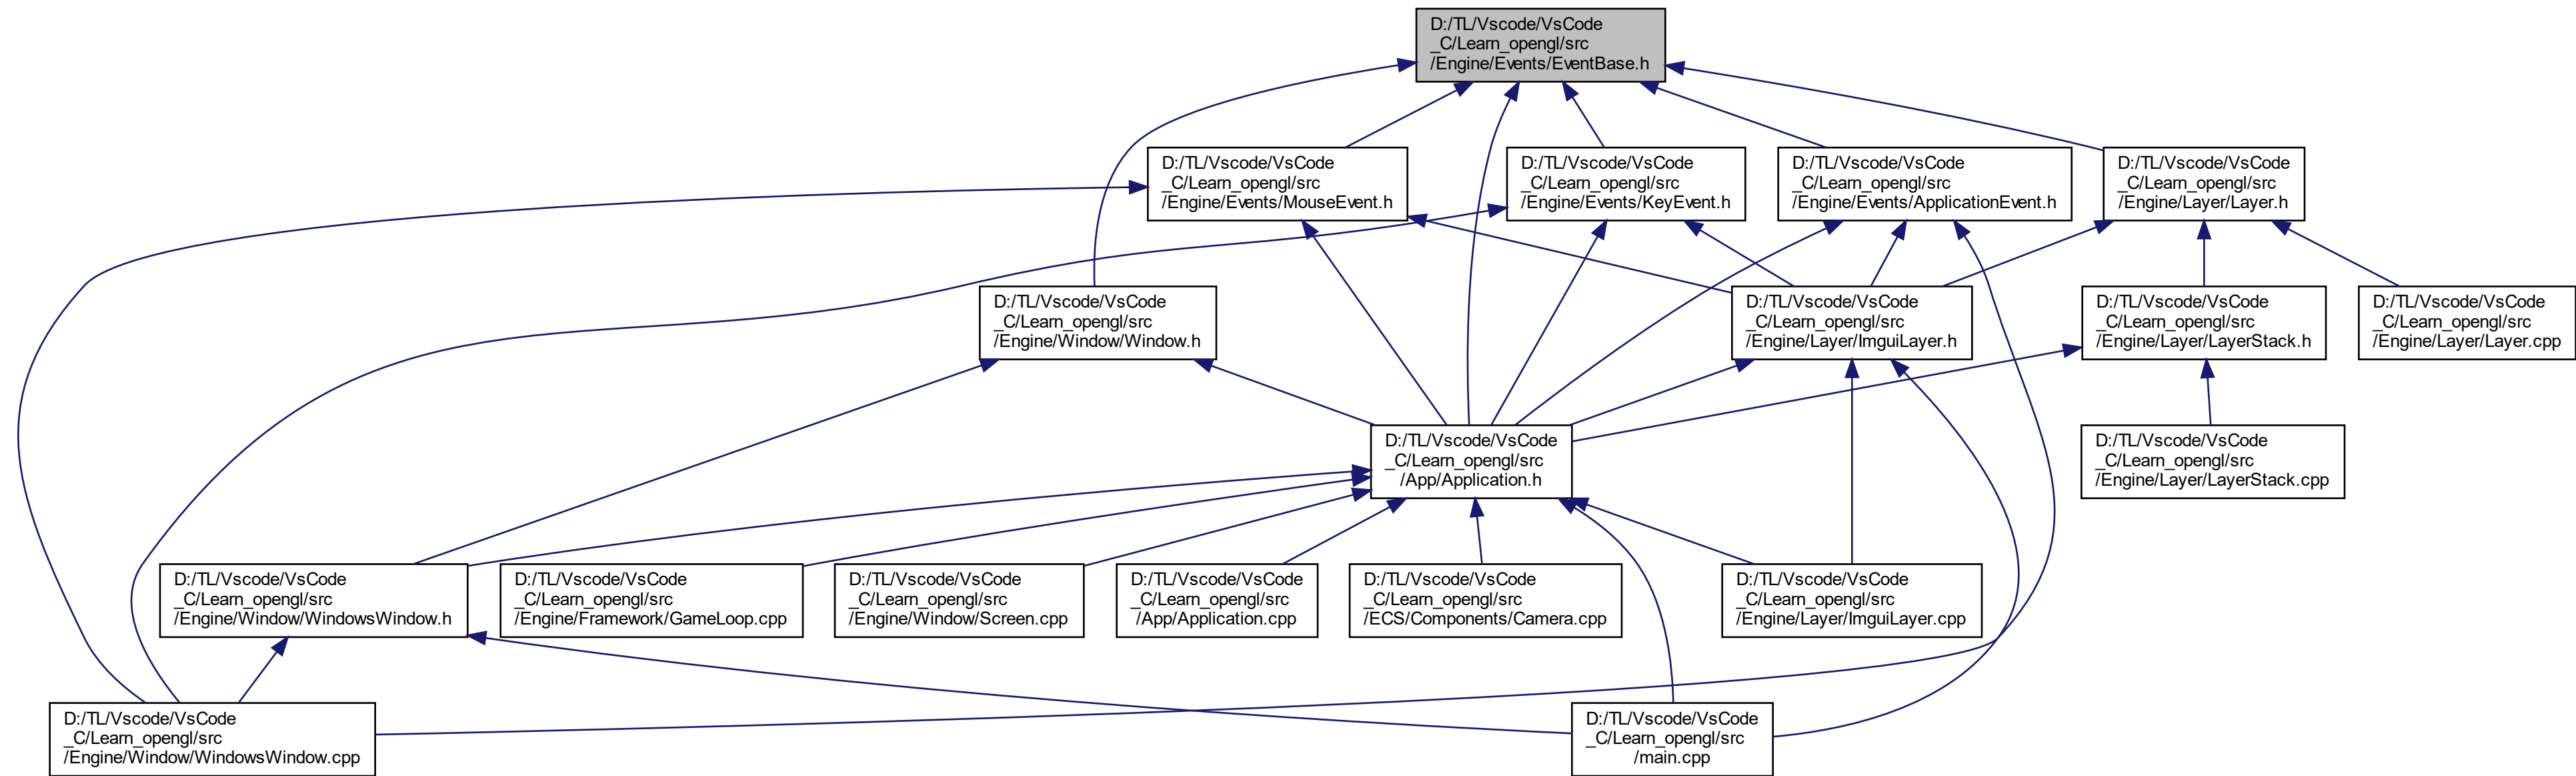 D:/TL/Vscode/VsCode
_C/Learn_opengl/src
/Engine/Events/EventBase.h
D:/TL/Vscode/VsCode
_C/Learn_opengl/src
/Engine/Events/MouseEvent.h
D:/TL/Vscode/VsCode
_C/Learn_opengl/src
/Engine/Events/KeyEvent.h
D:/TL/Vscode/VsCode
_C/Learn_opengl/src
/Engine/Events/ApplicationEvent.h
D:/TL/Vscode/VsCode
_C/Learn_opengl/src
/Engine/Layer/Layer.h
D:/TL/Vscode/VsCode
_C/Learn_opengl/src
/Engine/Window/Window.h
D:/TL/Vscode/VsCode
_C/Learn_opengl/src
/Engine/Layer/ImguiLayer.h
D:/TL/Vscode/VsCode
_C/Learn_opengl/src
/Engine/Layer/LayerStack.h
D:/TL/Vscode/VsCode
_C/Learn_opengl/src
/Engine/Layer/Layer.cpp
D:/TL/Vscode/VsCode
_C/Learn_opengl/src
/App/Application.h
D:/TL/Vscode/VsCode
_C/Learn_opengl/src
/Engine/Layer/LayerStack.cpp
D:/TL/Vscode/VsCode
_C/Learn_opengl/src
/Engine/Window/WindowsWindow.h
D:/TL/Vscode/VsCode
_C/Learn_opengl/src
/Engine/Framework/GameLoop.cpp
D:/TL/Vscode/VsCode
_C/Learn_opengl/src
/Engine/Window/Screen.cpp
D:/TL/Vscode/VsCode
_C/Learn_opengl/src
/App/Application.cpp
D:/TL/Vscode/VsCode
_C/Learn_opengl/src
/ECS/Components/Camera.cpp
D:/TL/Vscode/VsCode
_C/Learn_opengl/src
/Engine/Layer/ImguiLayer.cpp
D:/TL/Vscode/VsCode
_C/Learn_opengl/src
/Engine/Window/WindowsWindow.cpp
D:/TL/Vscode/VsCode
_C/Learn_opengl/src
/main.cpp